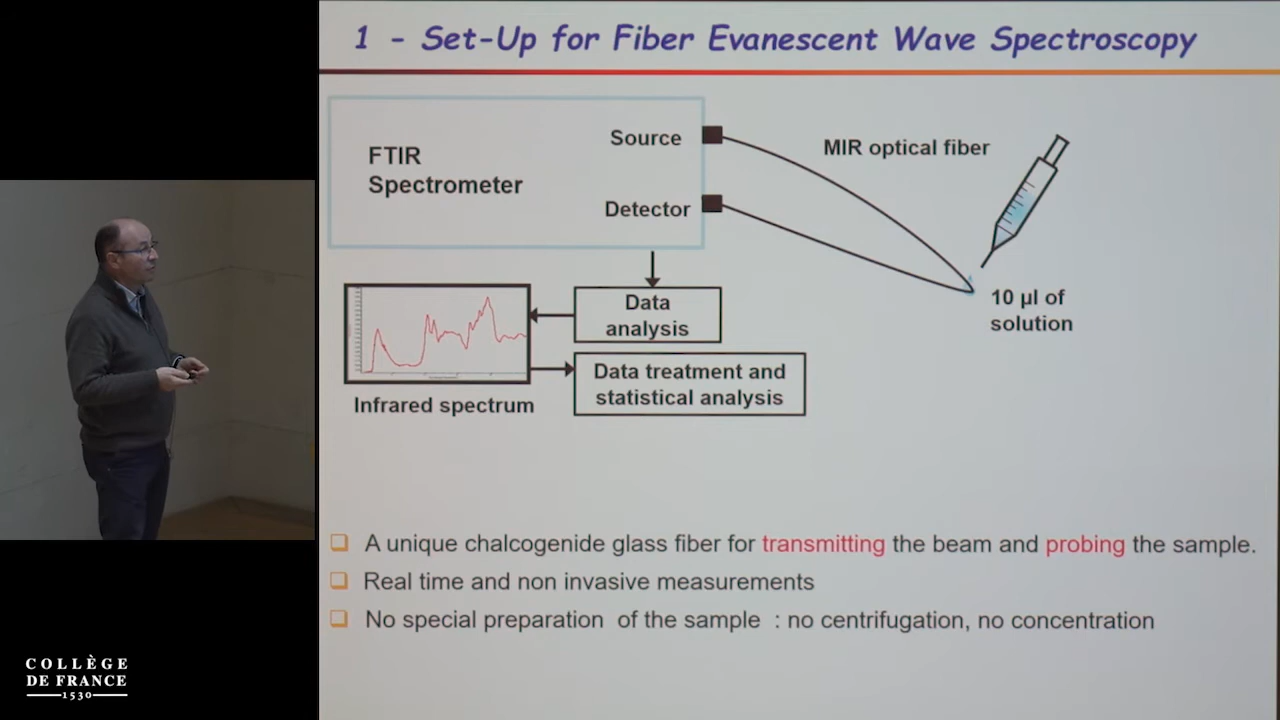 1 - Set-Up for Fiber Evanescent Wave Spectroscopy
Source
MIR optical fiber
FTIR
Spectrometer
Detector
10 µl of
solution
Data
analysis
Data treatment and
statistical analysis
Infrared spectrum
❑ A unique chalcogenide glass fiber for transmitting the beam and probing the sample.
❑ Real time and non invasive measurements
❑ No special preparation of the sample : no centrifugation, no concentration
COLLÈGE
DE FRANCE
1530